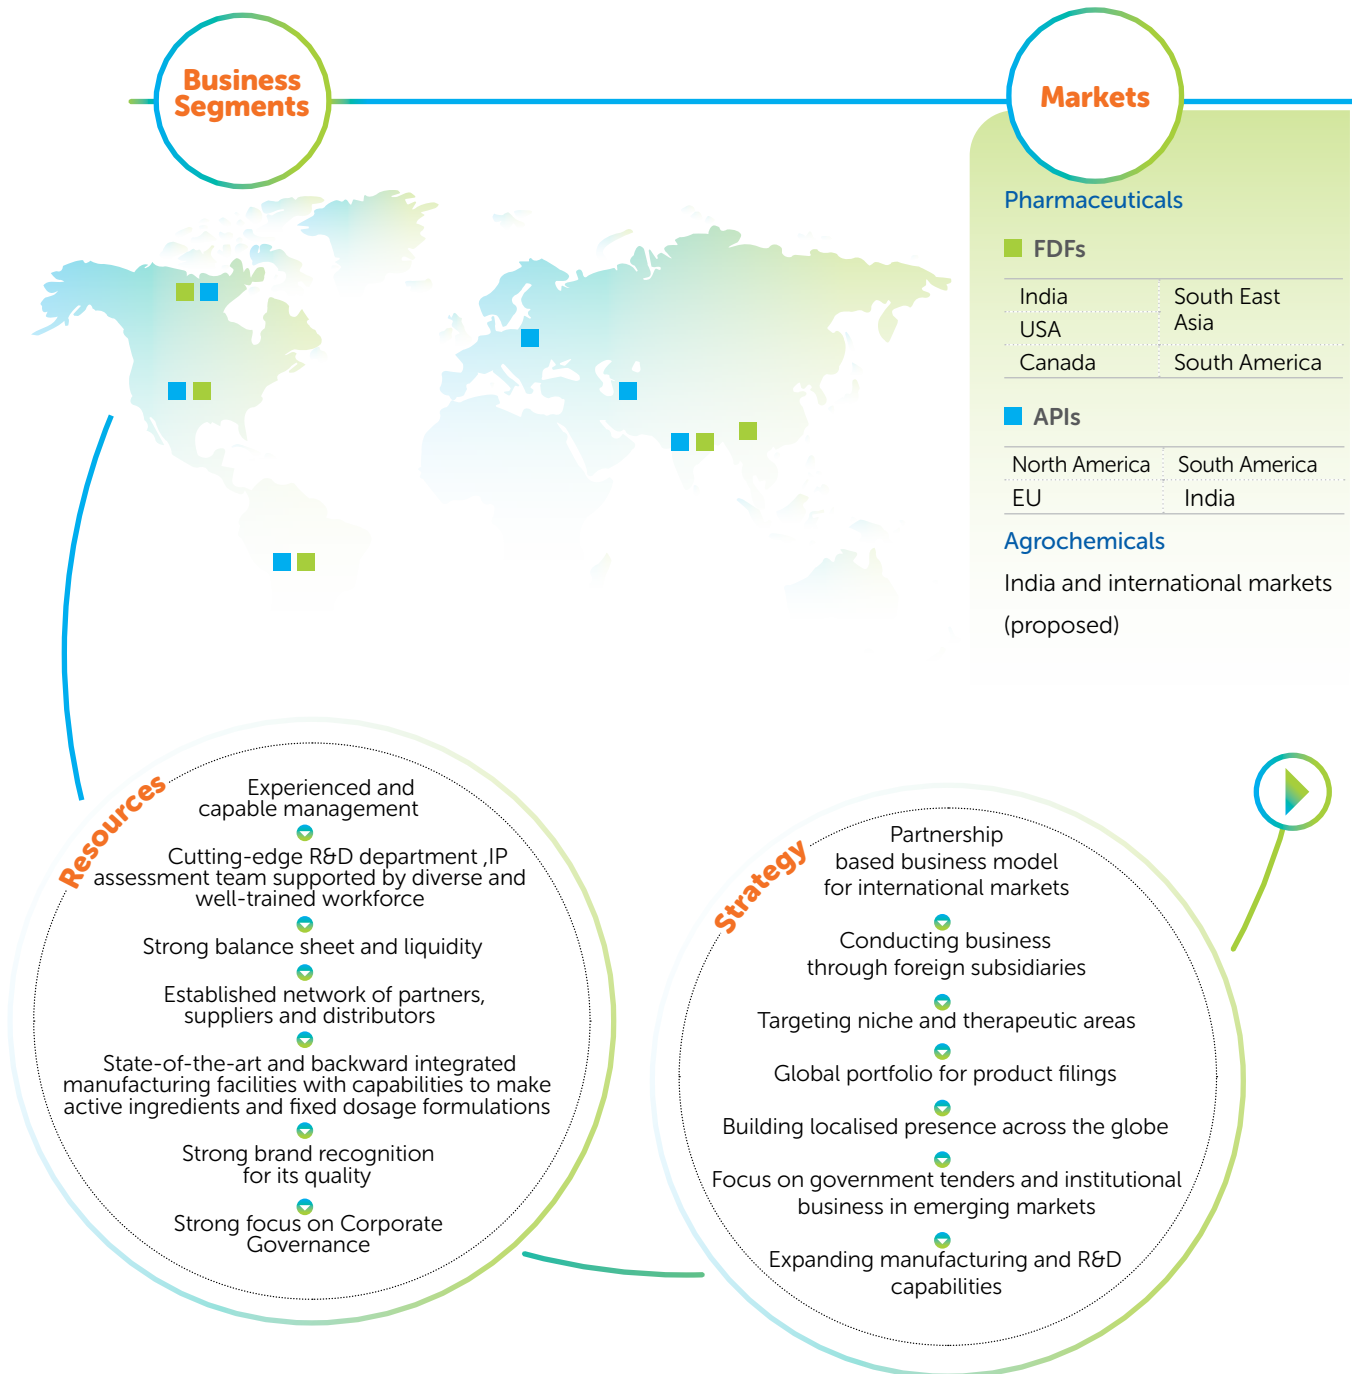 Business
Segments
Markets
Pharmaceuticals
FDFs
India
South East
Asia
USA
Canada
South America
APIs
North America
South America
EU
India
Agrochemicals
India and international markets
(proposed)
Resources
Experienced and
capable management
Cutting-edge R&D department ,IP
assessment team supported by diverse and
well-trained workforce
Strong balance sheet and liquidity
Established network of partners,
suppliers and distributors
State-of-the-art and backward integrated
manufacturing facilities with capabilities to make
active ingredients and fixed dosage formulations
Strong brand recognition
for its quality
Strong focus on Corporate
Governance
Strategy
Partnership
based business model
for international markets
Conducting business
through foreign subsidiaries
Targeting niche and therapeutic areas
Global portfolio for product filings
Building localised presence across the globe
Focus on government tenders and institutional
business in emerging markets
Expanding manufacturing and R&D
capabilities